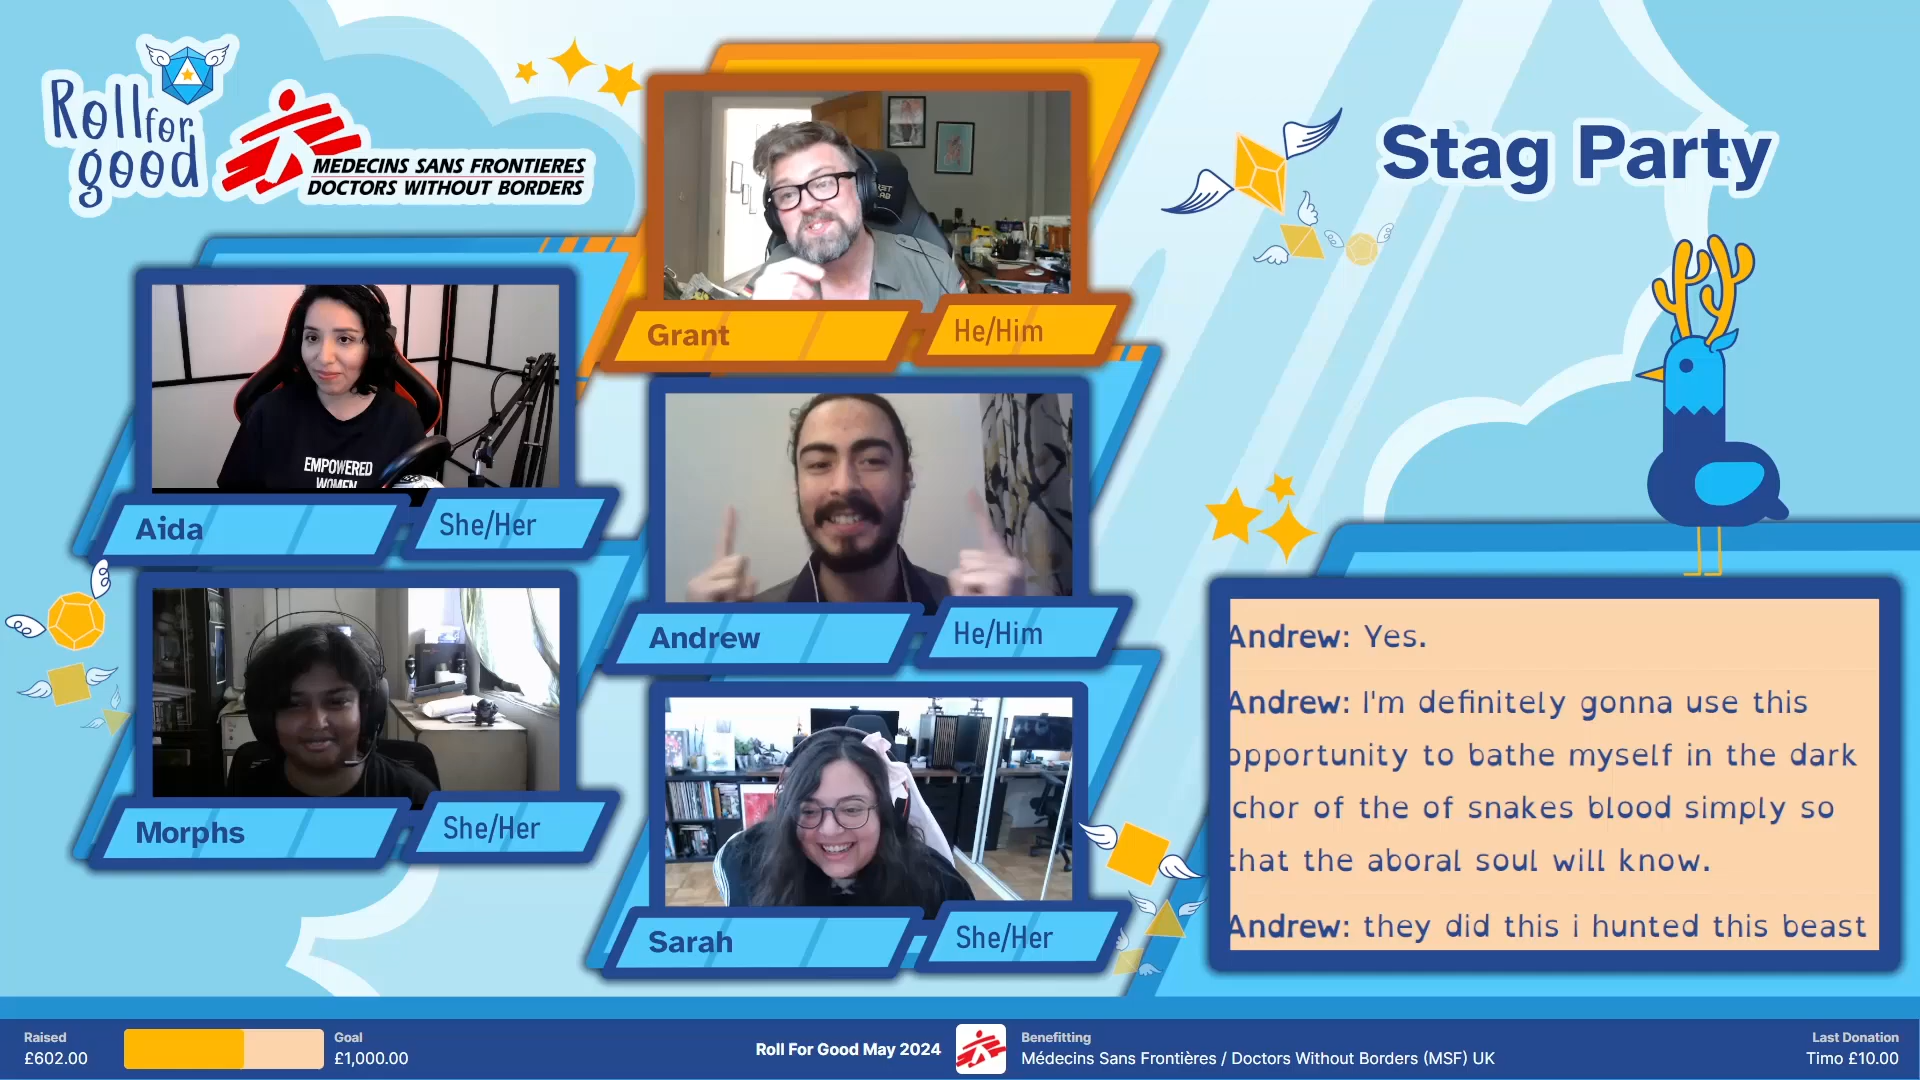 Roll for good
MEDECINS SANS FRONTIERES
DOCTORS WITHOUT BORDERS
Stag Party
Grant
He/Him
EMPOWERED
WOMEN
Aida
She/Her
Andrew
He/Him
Morphs
She/Her
Sarah
She/Her
Andrew: Yes.
Andrew: I'm definitely gonna use this
opportunity to bathe myself in the dark
ichor of the of snakes blood simply so
that the aboral soul will know.
Andrew: they did this i hunted this beast
Raised
£602.00
Goal
£1,000.00
Roll For Good May 2024
Benefitting
Médecins Sans Frontières / Doctors Without Borders (MSF) UK
Last Donation
Timo £10.00